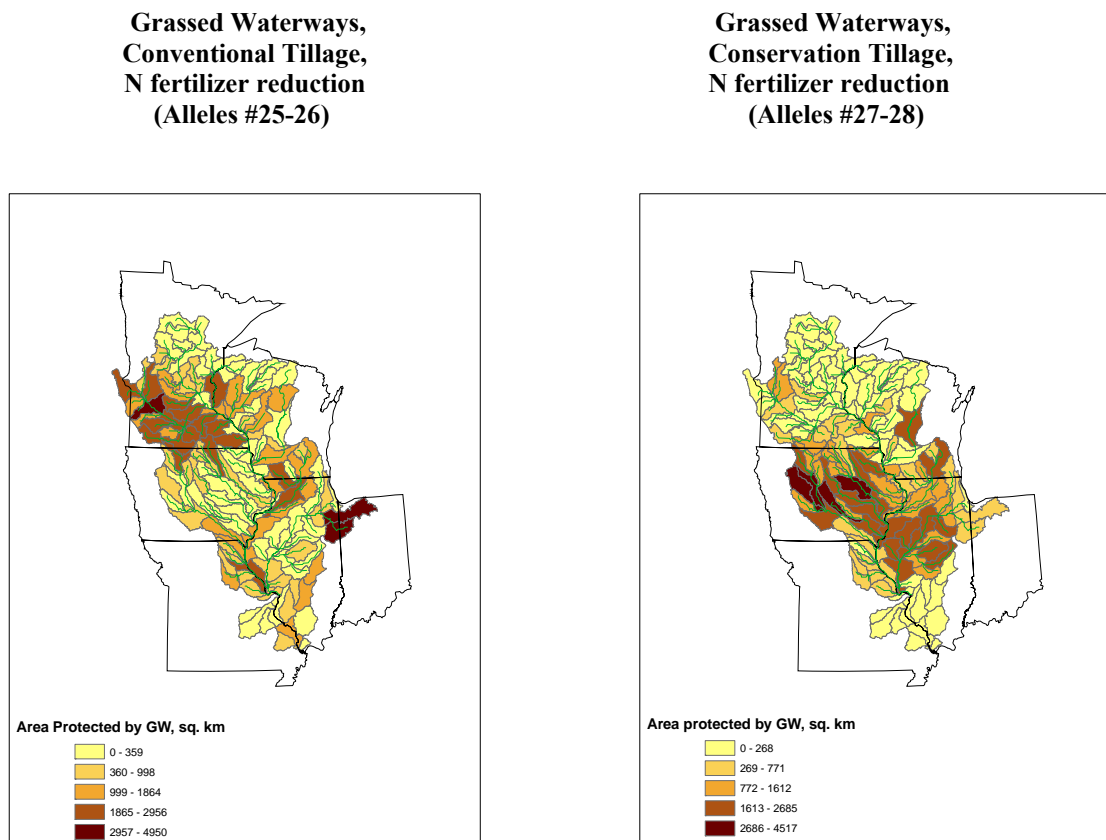 Grassed Waterways,
Conventional Tillage,
N fertilizer reduction
(Alleles #25-26)
Grassed Waterways,
Conservation Tillage,
N fertilizer reduction
(Alleles #27-28)
Area Protected by GW, sq. km
0 - 359
360 - 998
999 - 1864
1865 - 2956
2957 - 4950
Area protected by GW, sq. km
0 - 268
269 - 771
772 - 1612
1613 - 2685
2686 - 4517